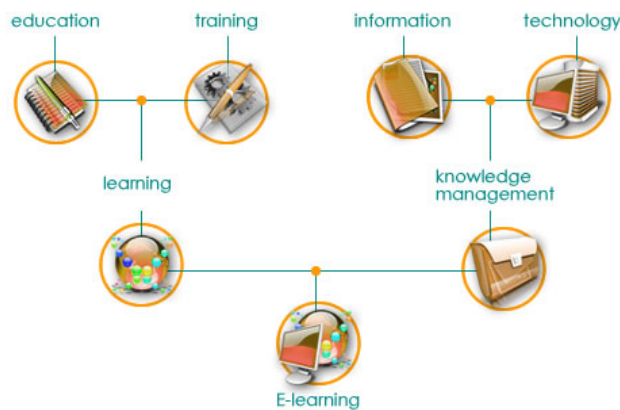 education
training
information
technology
learning
knowledge
management
E-learning